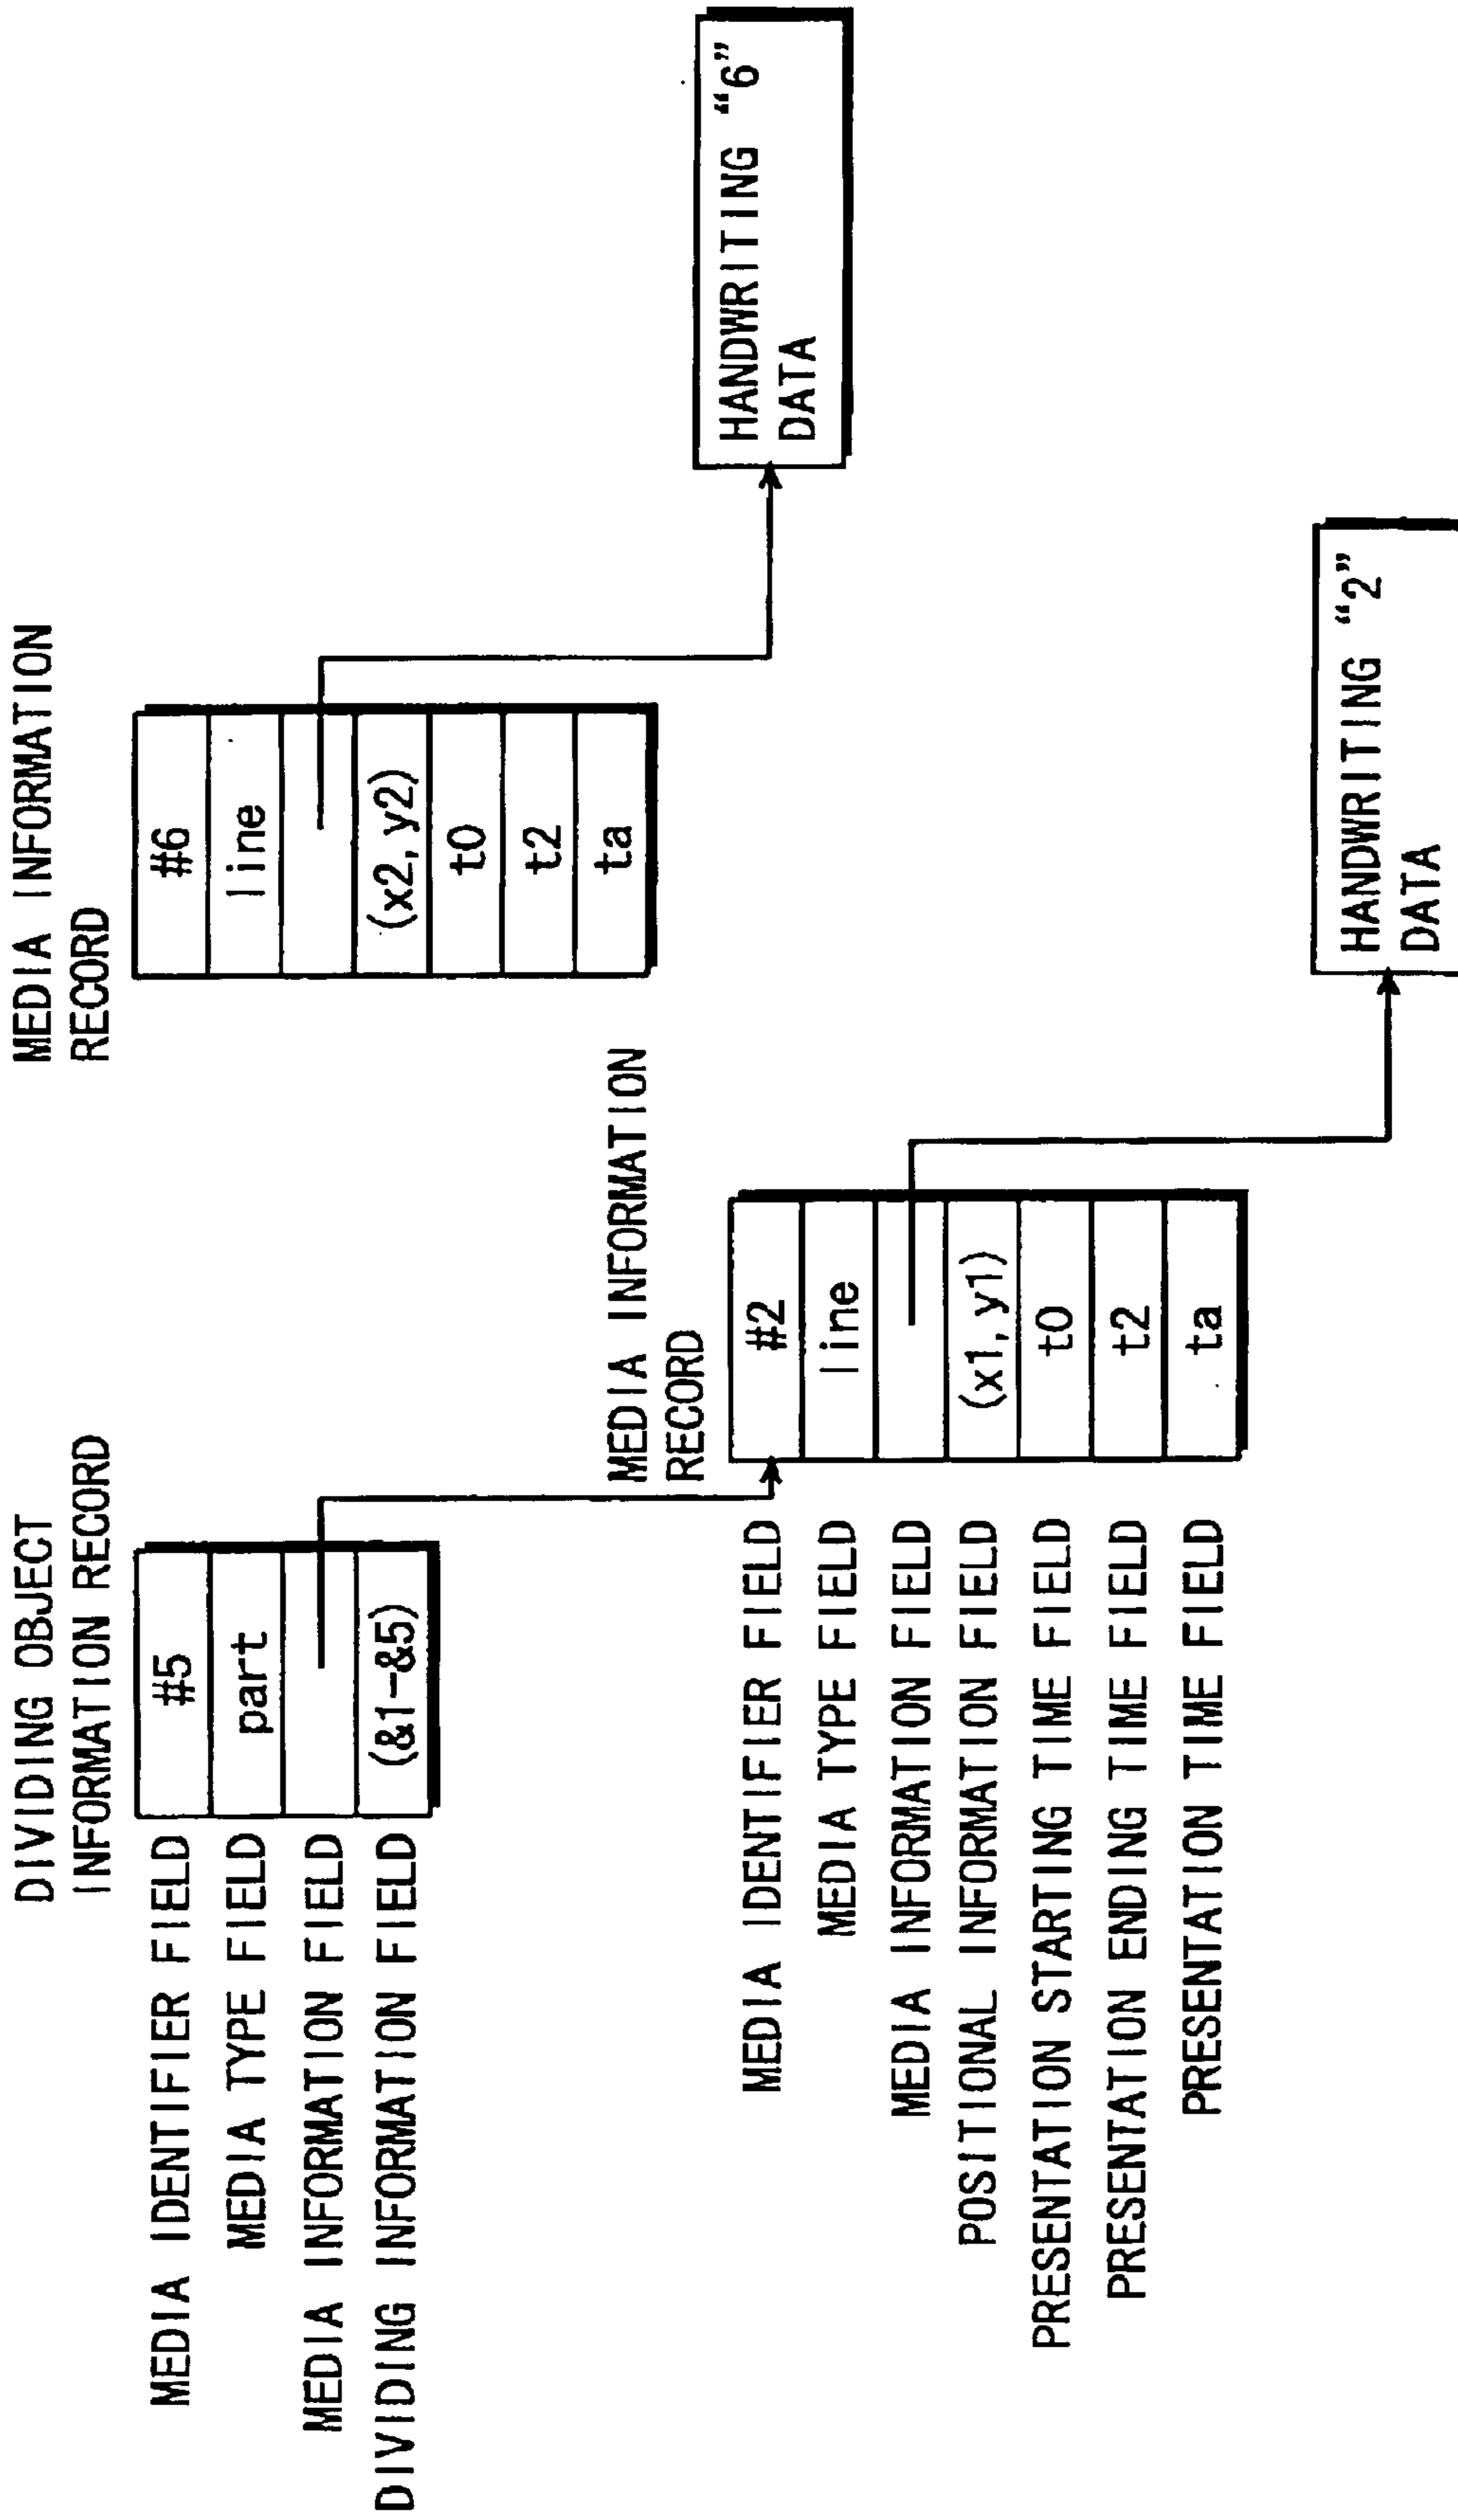 DIVIDING OBJECT
INFORMATION RECORD
MEDIA IDENTIFIER FIELD
#5
MEDIA TYPE FIELD
part
MEDIA INFORMATION FIELD
DIVIDING INFORMATION FIELD
(&1-&5)
MEDIA INFORMATION
RECORD
#6
line
(x2, y2)
t0
t2
ta
HANDWRITING “6”
DATA
MEDIA INFORMATION
RECORD
MEDIA IDENTIFIER FIELD
#2
MEDIA TYPE FIELD
line
MEDIA INFORMATION FIELD
POSITIONAL INFORMATION FIELD
(x1, y1)
PRESENTATION STARTING TIME FIELD
t0
PRESENTATION ENDING TIME FIELD
t2
PRESENTATION TIME FIELD
ta
HANDWRITING “2”
DATA